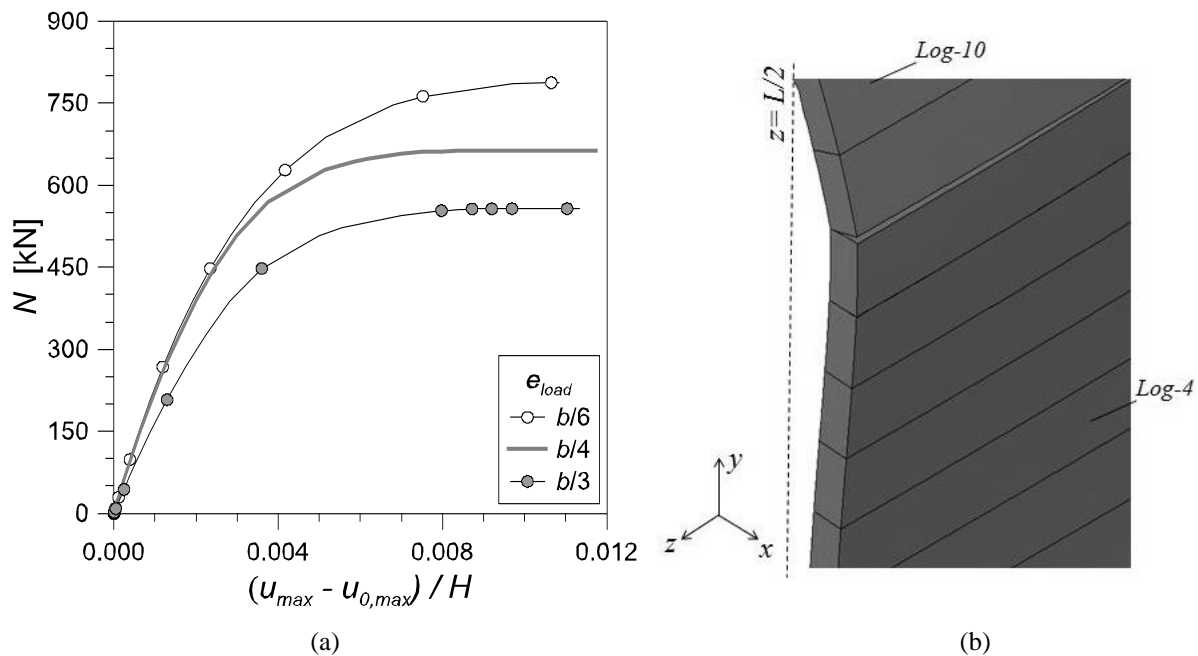 900
750
600
450
300
150
0
N [kN]
0.000
0.004
0.008
0.012
(u_max - u_0,max) / H
e_load
b/6
b/4
b/3
(a)
Log-10
z= L/2
Log-4
y
z
x
(b)